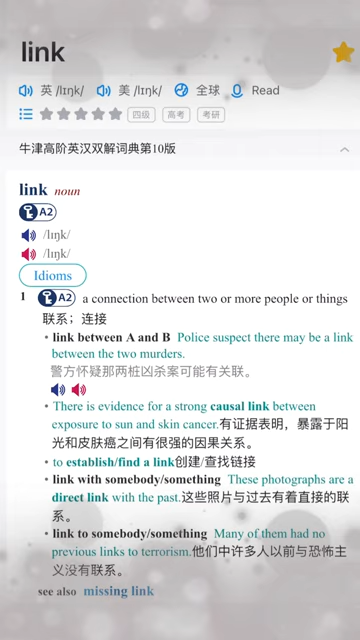 link
英 /lɪŋk/ 美 /lɪŋk/ 全球 Read
四级 高考 考研
牛津高阶英汉双解词典第10版
link noun
A2
/lɪŋk/
/lɪŋk/
Idioms
1 A2 a connection between two or more people or things
联系；连接
• link between A and B Police suspect there may be a link
between the two murders.
警方怀疑那两桩凶杀案可能有关联。
• There is evidence for a strong causal link between
exposure to sun and skin cancer.有证据表明，暴露于阳
光和皮肤癌之间有很强的因果关系。
• to establish/find a link创建/查找链接
• link with somebody/something These photographs are a
direct link with the past.这些照片与过去有着直接的联
系。
• link to somebody/something Many of them had no
previous links to terrorism.他们中许多人以前与恐怖主
义没有联系。
see also missing link